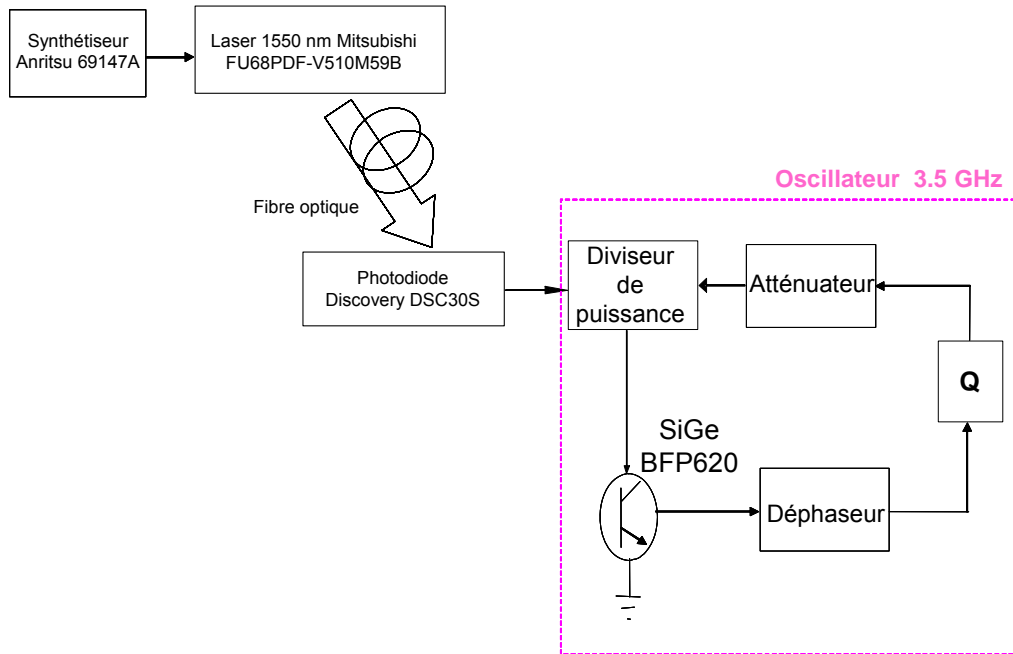 Synthétiseur
Anritsu 69147A
Laser 1550 nm Mitsubishi
FU68PDF-V510M59B
Fibre optique
Oscillateur 3.5 GHz
Photodiode
Discovery DSC30S
Diviseur
de
puissance
Atténuateur
Q
SiGe
BFP620
Déphaseur